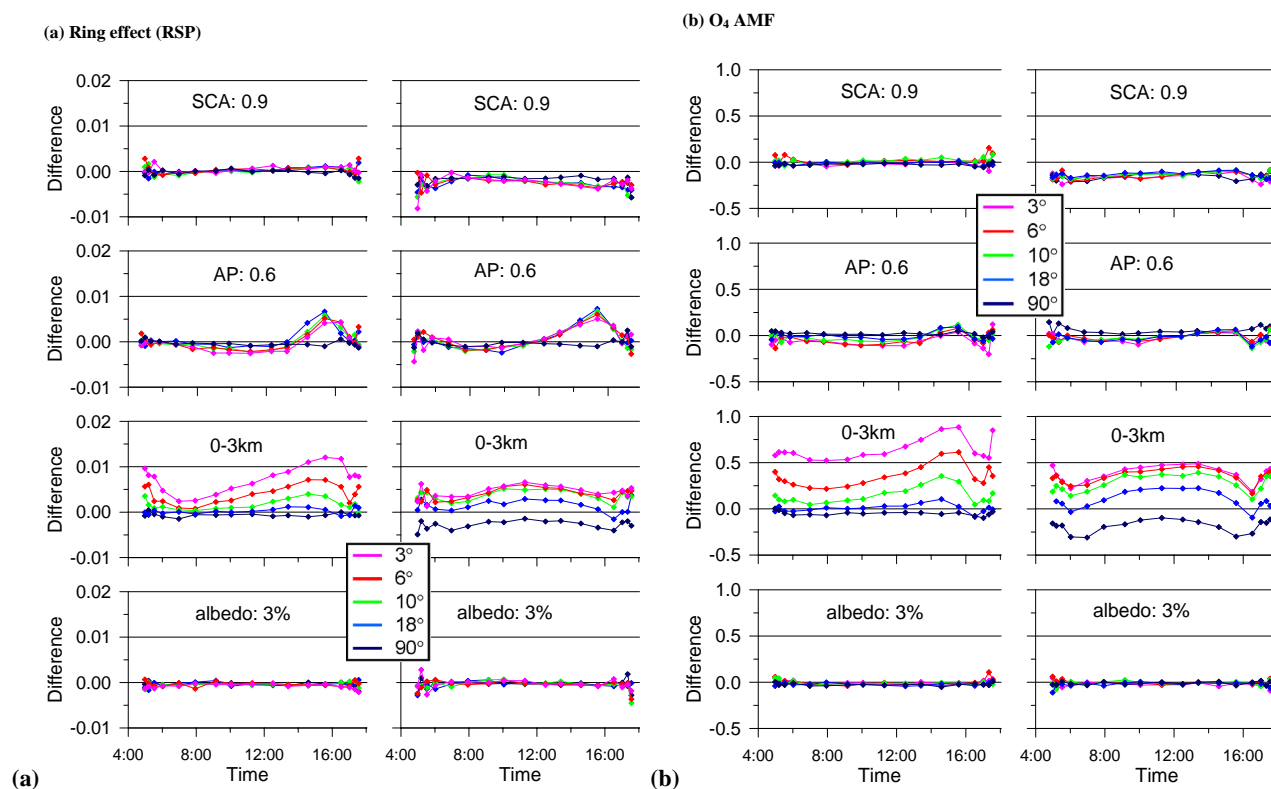 (a) Ring effect (RSP)
(b) O₄ AMF
0.02
0.01
0.00
-0.01
Difference
SCA: 0.9
SCA: 0.9
0.02
0.01
0.00
-0.01
Difference
AP: 0.6
AP: 0.6
0.02
0.01
0.00
-0.01
Difference
0-3km
0-3km
0.02
0.01
0.00
-0.01
Difference
albedo: 3%
albedo: 3%
3°
6°
10°
18°
90°
4:00 8:00 12:00 16:00
4:00 8:00 12:00 16:00
Time
Time
(a)
1.0
0.5
0.0
-0.5
Difference
SCA: 0.9
SCA: 0.9
3°
6°
10°
18°
90°
1.0
0.5
0.0
-0.5
Difference
AP: 0.6
AP: 0.6
1.0
0.5
0.0
-0.5
Difference
0-3km
0-3km
1.0
0.5
0.0
-0.5
Difference
albedo: 3%
albedo: 3%
4:00 8:00 12:00 16:00
4:00 8:00 12:00 16:00
Time
Time
(b)